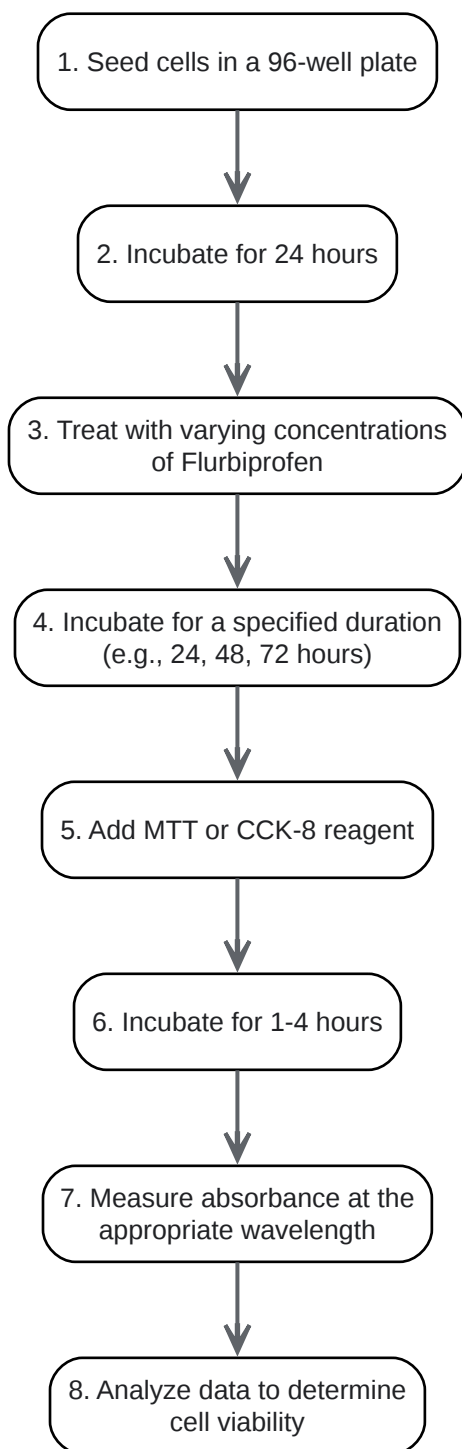 1. Seed cells in a 96-well plate
2. Incubate for 24 hours
3. Treat with varying concentrations
of Flurbiprofen
4. Incubate for a specified duration
(e.g., 24, 48, 72 hours)
5. Add MTT or CCK-8 reagent
6. Incubate for 1-4 hours
7. Measure absorbance at the
appropriate wavelength
8. Analyze data to determine
cell viability